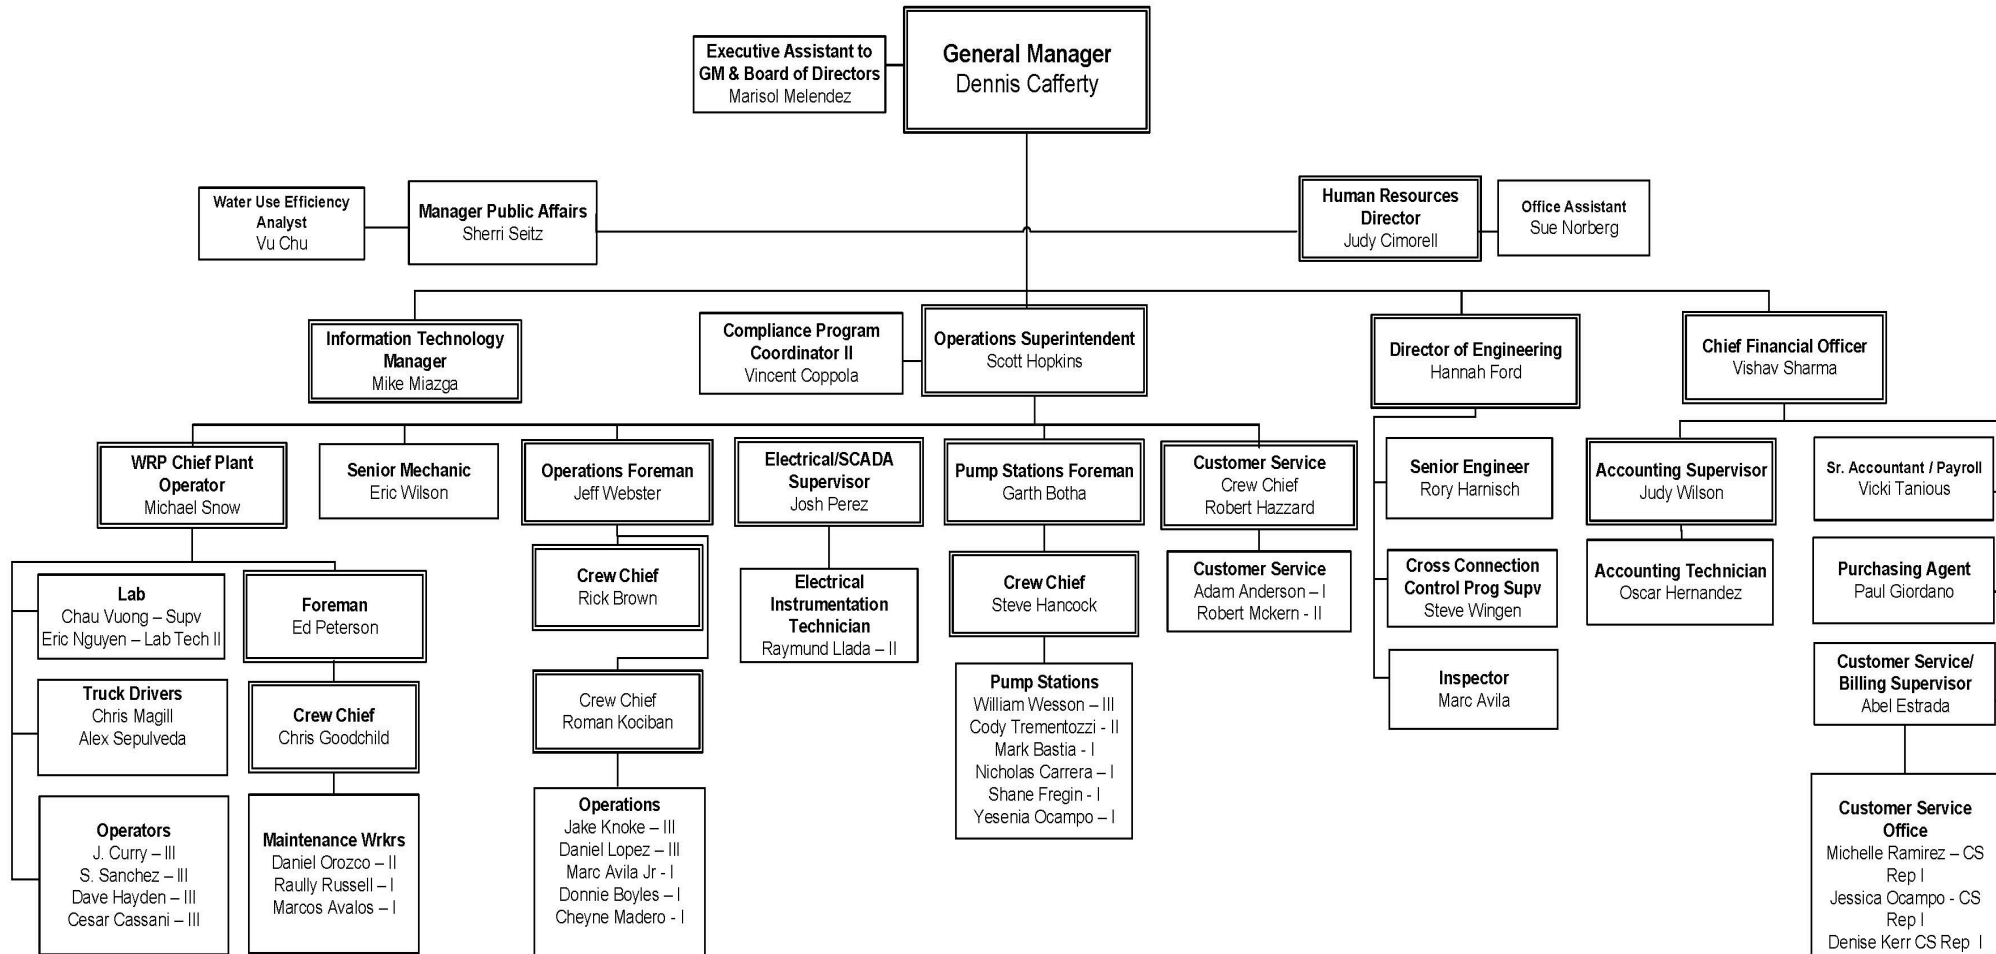 Executive Assistant to
GM & Board of Directors
Marisol Melendez
General Manager
Dennis Cafferty
Water Use Efficiency
Analyst
Vu Chu
Manager Public Affairs
Sherri Seitz
Human Resources
Director
Judy Cimorell
Office Assistant
Sue Norberg
Information Technology
Manager
Mike Miazga
Compliance Program
Coordinator II
Vincent Coppola
Operations Superintendent
Scott Hopkins
Director of Engineering
Hannah Ford
Chief Financial Officer
Vishav Sharma
WRP Chief Plant
Operator
Michael Snow
Senior Mechanic
Eric Wilson
Operations Foreman
Jeff Webster
Electrical/SCADA
Supervisor
Josh Perez
Pump Stations Foreman
Garth Botha
Customer Service
Crew Chief
Robert Hazzard
Senior Engineer
Rory Harnisch
Accounting Supervisor
Judy Wilson
Sr. Accountant / Payroll
Vicki Tanious
Lab
Chau Vuong – Supv
Eric Nguyen – Lab Tech II
Foreman
Ed Peterson
Crew Chief
Rick Brown
Electrical
Instrumentation
Technician
Raymund Llada – II
Crew Chief
Steve Hancock
Customer Service
Adam Anderson – I
Robert Mckern - II
Cross Connection
Control Prog Supv
Steve Wingen
Accounting Technician
Oscar Hernandez
Purchasing Agent
Paul Giordano
Truck Drivers
Chris Magill
Alex Sepulveda
Crew Chief
Chris Goodchild
Crew Chief
Roman Kociban
Pump Stations
William Wesson – III
Cody Trementozzi - II
Mark Bastia - I
Nicholas Carrera – I
Shane Fregin - I
Yesenia Ocampo – I
Inspector
Marc Avila
Customer Service/
Billing Supervisor
Abel Estrada
Operators
J. Curry – III
S. Sanchez – III
Dave Hayden – III
Cesar Cassani – III
Maintenance Wrkrs
Daniel Orozco – II
Raully Russell – I
Marcos Avalos – I
Operations
Jake Knoke – III
Daniel Lopez – III
Marc Avila Jr - I
Donnie Boyles – I
Cheyne Madero - I
Customer Service
Office
Michelle Ramirez – CS
Rep I
Jessica Ocampo - CS
Rep I
Denise Kerr CS Rep I